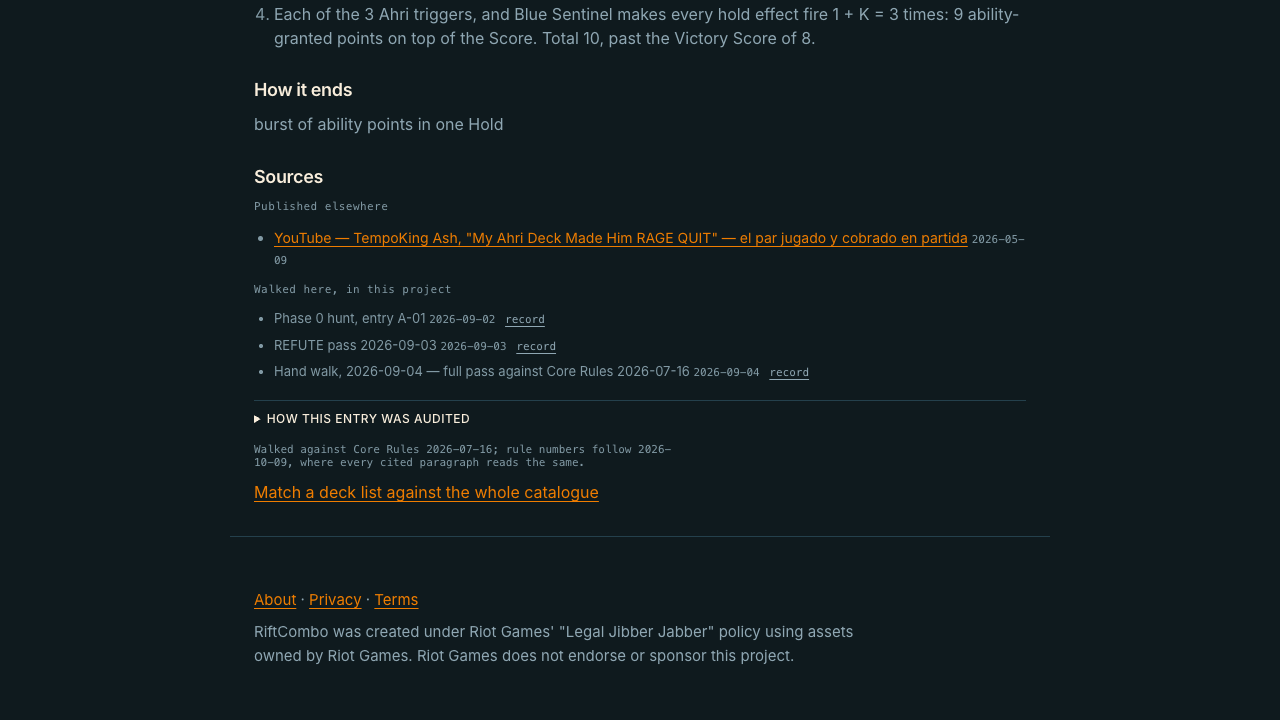 4. Each of the 3 Ahri triggers, and Blue Sentinel makes every hold effect fire 1 + K = 3 times: 9 ability-
granted points on top of the Score. Total 10, past the Victory Score of 8.
How it ends
burst of ability points in one Hold
Sources
Published elsewhere
• YouTube — TempoKing Ash, "My Ahri Deck Made Him RAGE QUIT" — el par jugado y cobrado en partida 2026-05-
09
Walked here, in this project
• Phase 0 hunt, entry A-01 2026-09-02 record
• REFUTE pass 2026-09-03 2026-09-03 record
• Hand walk, 2026-09-04 — full pass against Core Rules 2026-07-16 2026-09-04 record
▶ HOW THIS ENTRY WAS AUDITED
Walked against Core Rules 2026-07-16; rule numbers follow 2026-
10-09, where every cited paragraph reads the same.
Match a deck list against the whole catalogue
About · Privacy · Terms
RiftCombo was created under Riot Games' "Legal Jibber Jabber" policy using assets
owned by Riot Games. Riot Games does not endorse or sponsor this project.